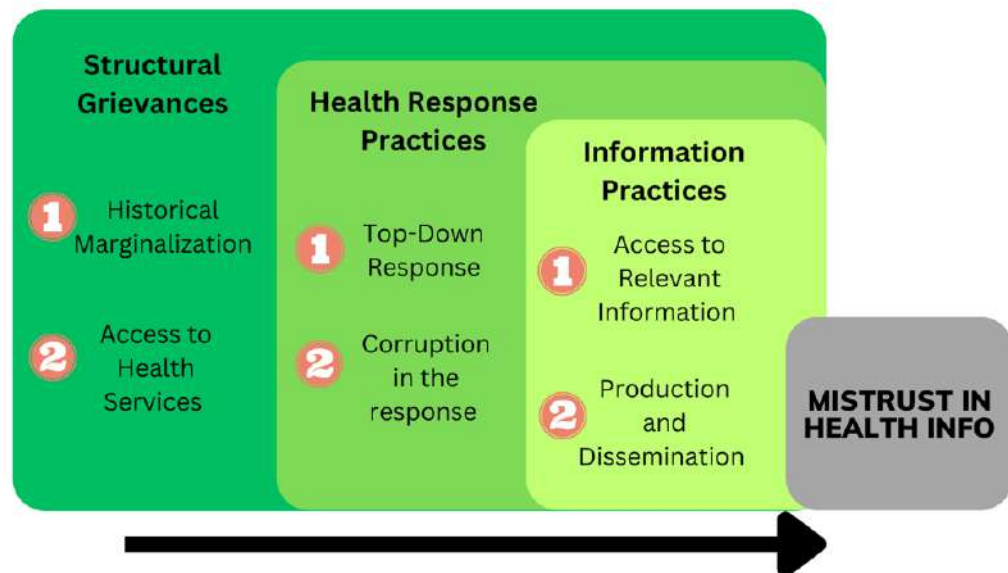 Structural
Grievances
1
Historical
Marginalization
2
Access to
Health
Services
Health Response
Practices
1
Top-Down
Response
2
Corruption
in the
response
Information
Practices
1
Access to
Relevant
Information
2
Production
and
Dissemination
MISTRUST IN
HEALTH INFO